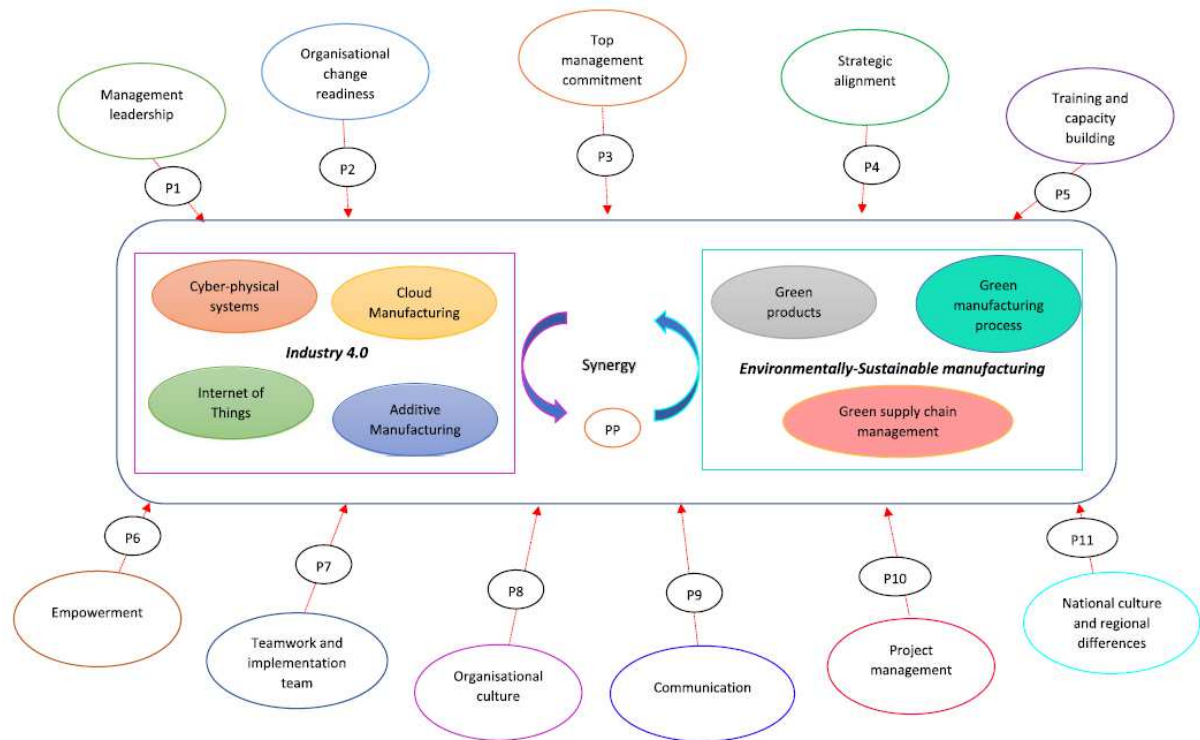 Management
leadership
Organisational
change
readiness
Top
management
commitment
Strategic
alignment
Training and
capacity
building
P1
P2
P3
P4
P5
Cyber-physical
systems
Cloud
Manufacturing
Industry 4.0
Internet of
Things
Additive
Manufacturing
Synergy
PP
Green
products
Green
manufacturing
process
Environmentally-Sustainable manufacturing
Green supply chain
management
P6
P7
P8
P9
P10
P11
Empowerment
Teamwork and
implementation
team
Organisational
culture
Communication
Project
management
National culture
and regional
differences